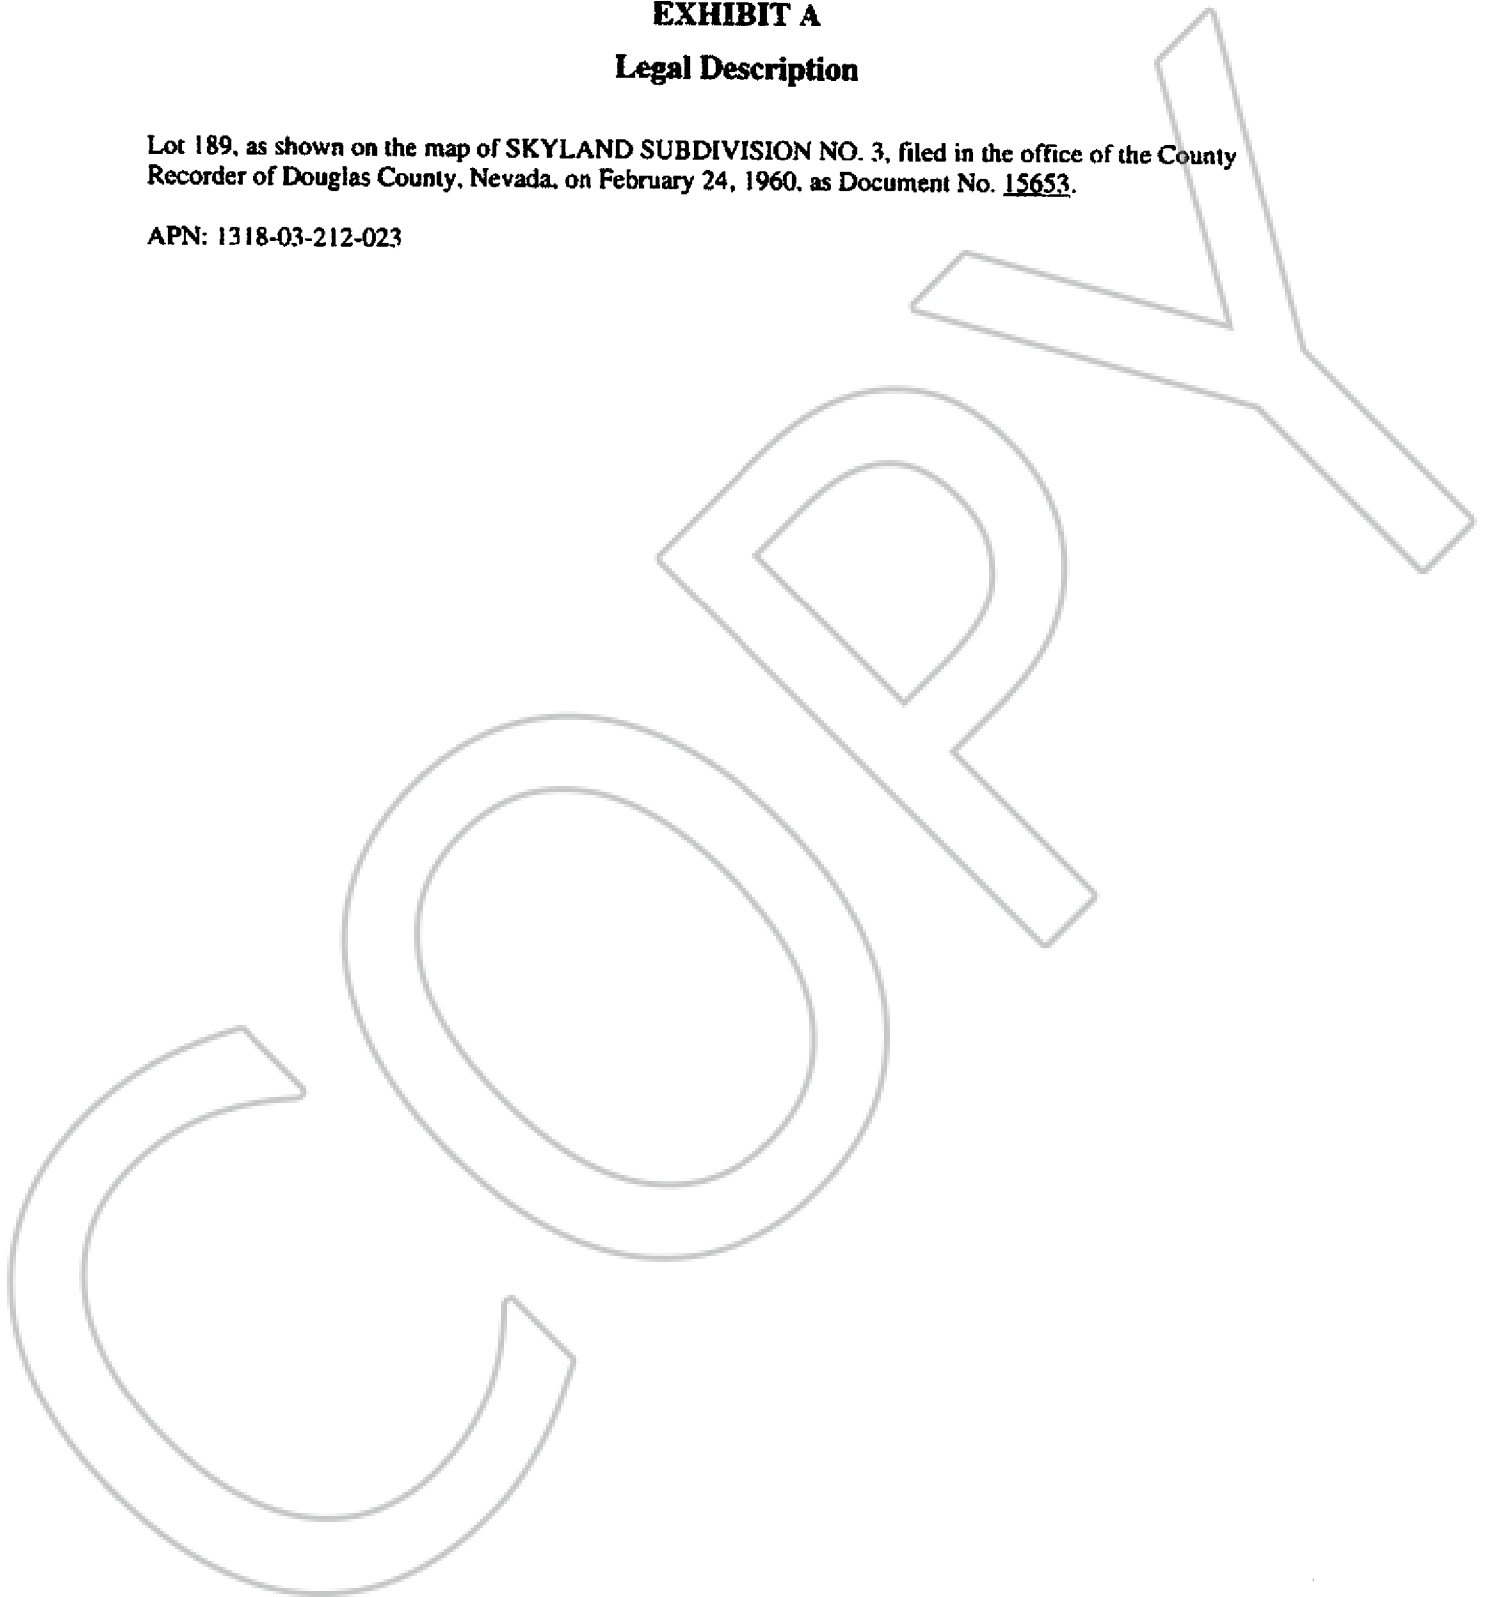 EXHIBIT A
Legal Description
Lot 189, as shown on the map of SKYLAND SUBDIVISION NO. 3, filed in the office of the County
Recorder of Douglas County, Nevada, on February 24, 1960, as Document No. 15653.
APN: 1318-03-212-023
COPY